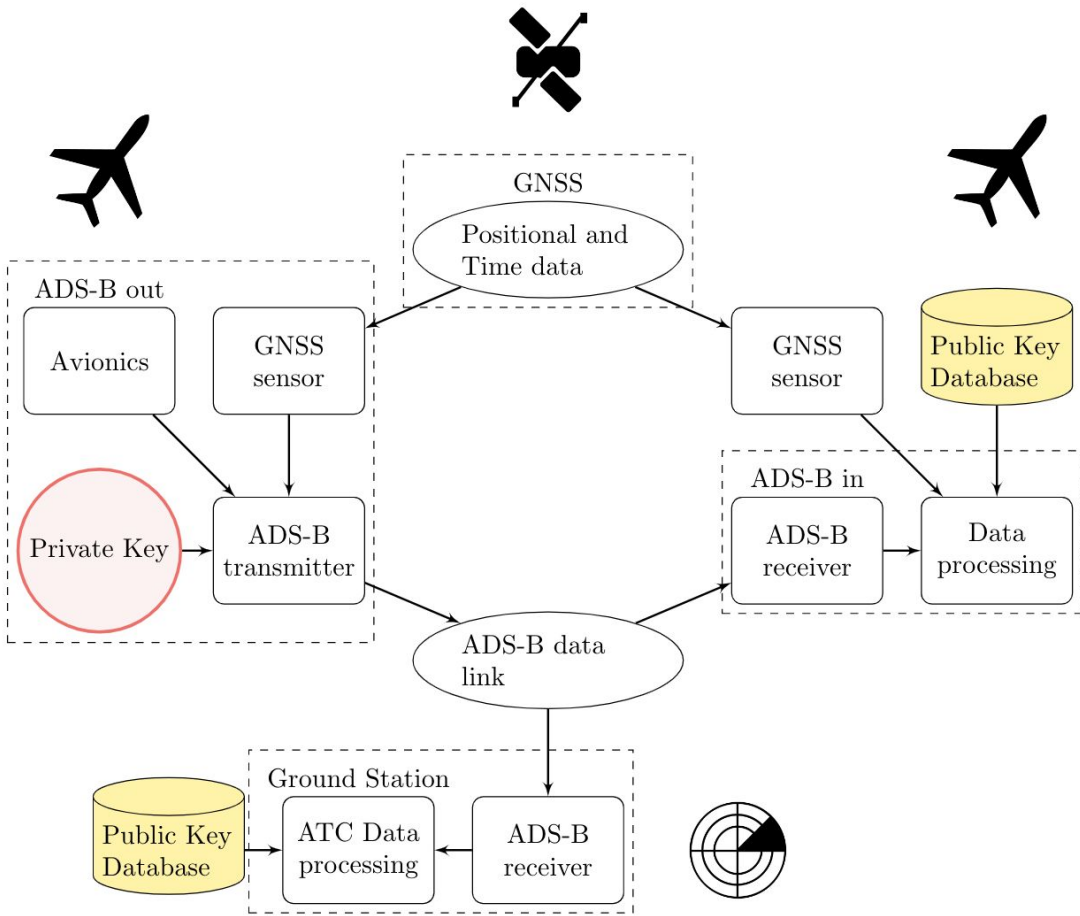 GNSS
Positional and
Time data
ADS-B out
Avionics
GNSS
sensor
GNSS
sensor
Public Key
Database
Private Key
ADS-B
transmitter
ADS-B in
ADS-B
receiver
Data
processing
ADS-B data
link
Ground Station
Public Key
Database
ATC Data
processing
ADS-B
receiver